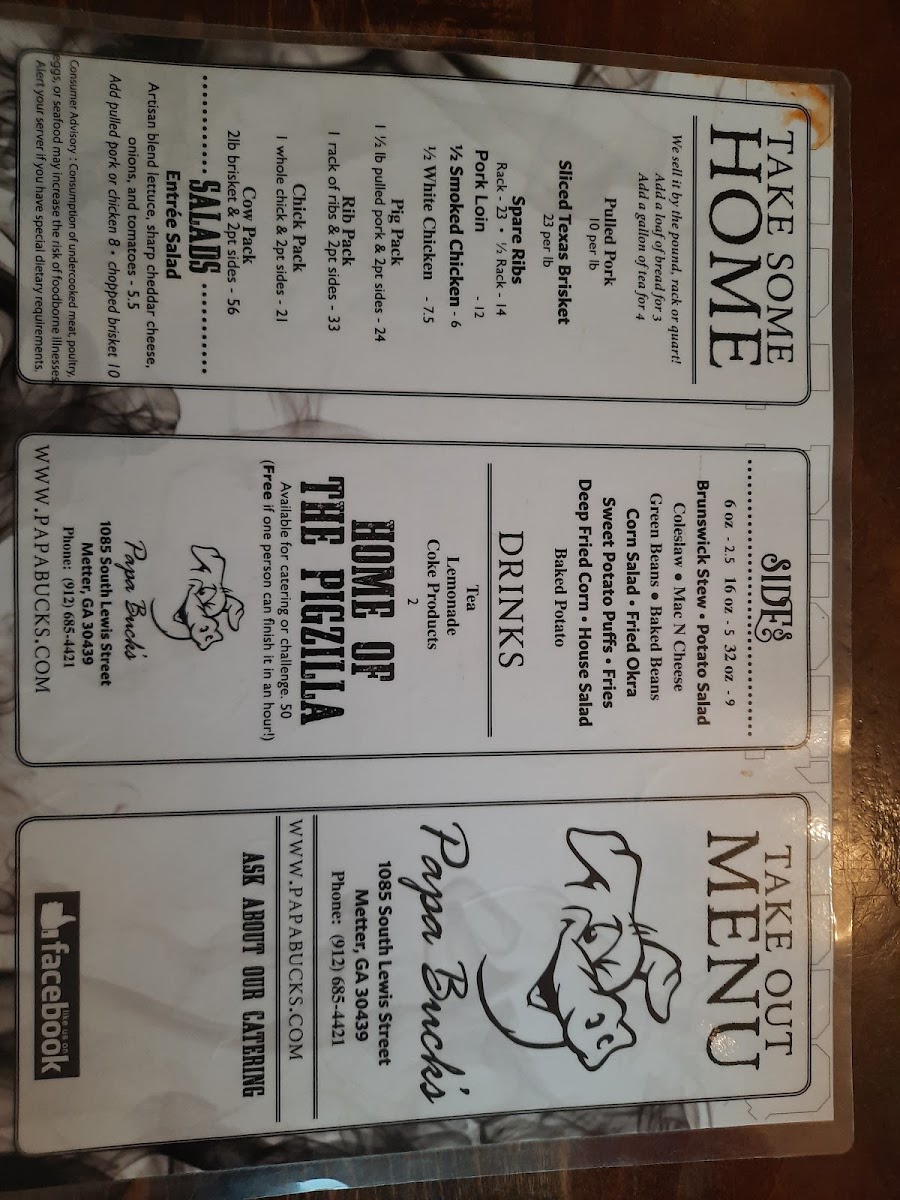 TAKE SOME
HOME
We sell it by the pound, rack or quart!
Add a loaf of bread for 3
Add a gallon of tea for 4
Pulled Pork
10 per lb
Sliced Texas Brisket
23 per lb
Spare Ribs
Rack - 23 • ½ Rack - 14
Pork Loin - 12
½ Smoked Chicken - 6
½ White Chicken - 7.5
Pig Pack
1 ½ lb pulled pork & 2pt sides - 24
Rib Pack
1 rack of ribs & 2pt sides - 33
Chick Pack
1 whole chick & 2pt sides - 21
Cow Pack
2lb brisket & 2pt sides - 56
SALADS
Entrée Salad
Artisan blend lettuce, sharp cheddar cheese,
onions, and tomatoes - 5.5
Add pulled pork or chicken 8 • chopped brisket 10
Consumer Advisory : Consumption of undercooked meat, poultry,
eggs, or seafood may increase the risk of foodborne illnesses.
Alert your server if you have special dietary requirements.
SIDES
6 oz - 2.5 16 oz - 5 32 oz - 9
Brunswick Stew • Potato Salad
Coleslaw • Mac N Cheese
Green Beans • Baked Beans
Corn Salad • Fried Okra
Sweet Potato Puffs • Fries
Deep Fried Corn • House Salad
Baked Potato
DRINKS
Tea
Lemonade
Coke Products
2
HOME OF
THE PIGZILLA
Available for catering or challenge. 50
(Free if one person can finish it in an hour!)
Papa Buck's
1085 South Lewis Street
Metter, GA 30439
Phone: (912) 685-4421
WWW.PAPABUCKS.COM
TAKE OUT
MENU
Papa Buck's
1085 South Lewis Street
Metter, GA 30439
Phone: (912) 685-4421
WWW.PAPABUCKS.COM
ASK ABOUT OUR CATERING
like us on
facebook